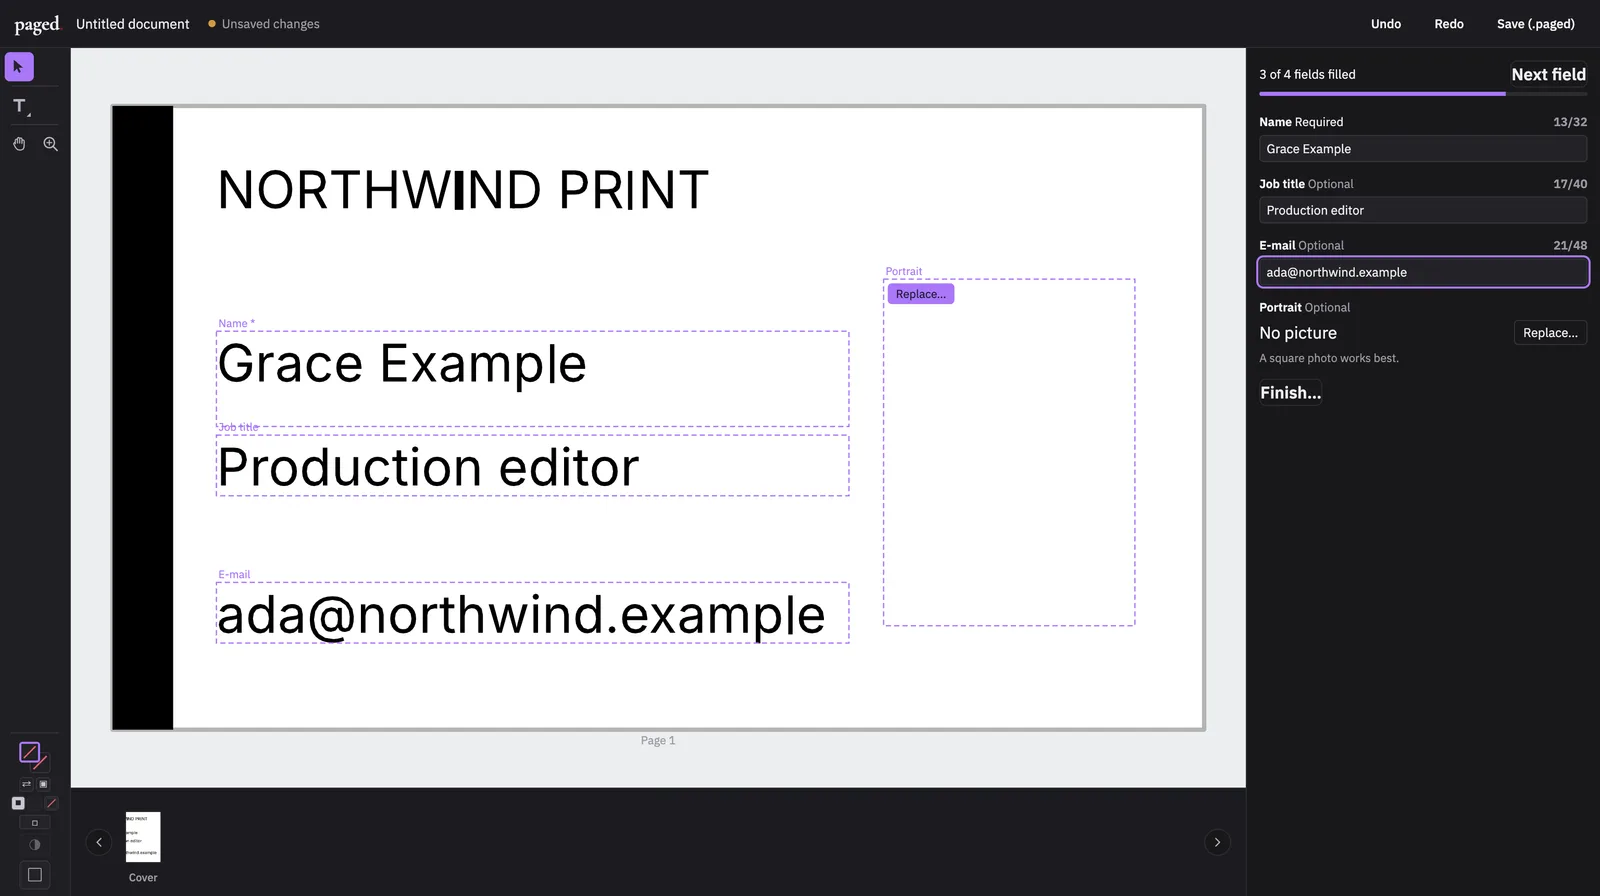 paged.
Untitled document
Unsaved changes
Undo
Redo
Save (.paged)
T
NORTHWIND PRINT
Portrait
Replace...
Name *
Grace Example
Job title
Production editor
E-mail
ada@northwind.example
Page 1
Cover
3 of 4 fields filled
Next field
Name Required 13/32
Grace Example
Job title Optional 17/40
Production editor
E-mail Optional 21/48
ada@northwind.example
Portrait Optional
No picture
Replace...
A square photo works best.
Finish...